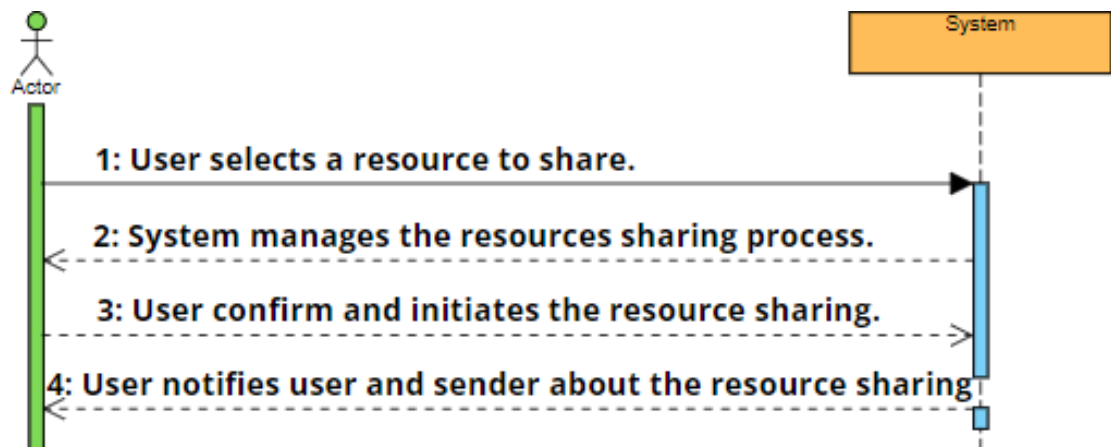 System
Actor
1: User selects a resource to share.
2: System manages the resources sharing process.
3: User confirm and initiates the resource sharing.
4: User notifies user and sender about the resource sharing